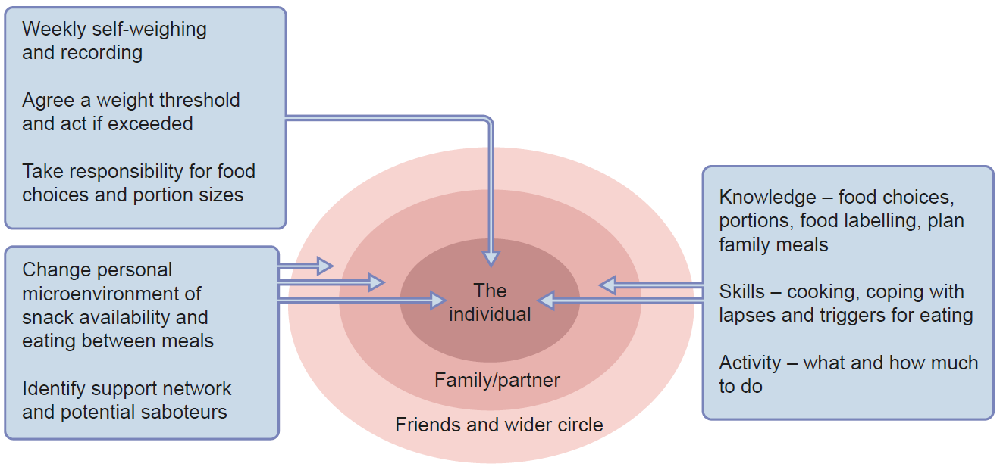 Weekly self-weighing
and recording
Agree a weight threshold
and act if exceeded
Take responsibility for food
choices and portion sizes
Change personal
microenvironment of
snack availability and
eating between meals
Identify support network
and potential saboteurs
The
individual
Family/partner
Friends and wider circle
Knowledge – food choices,
portions, food labelling, plan
family meals
Skills – cooking, coping with
lapses and triggers for eating
Activity – what and how much
to do